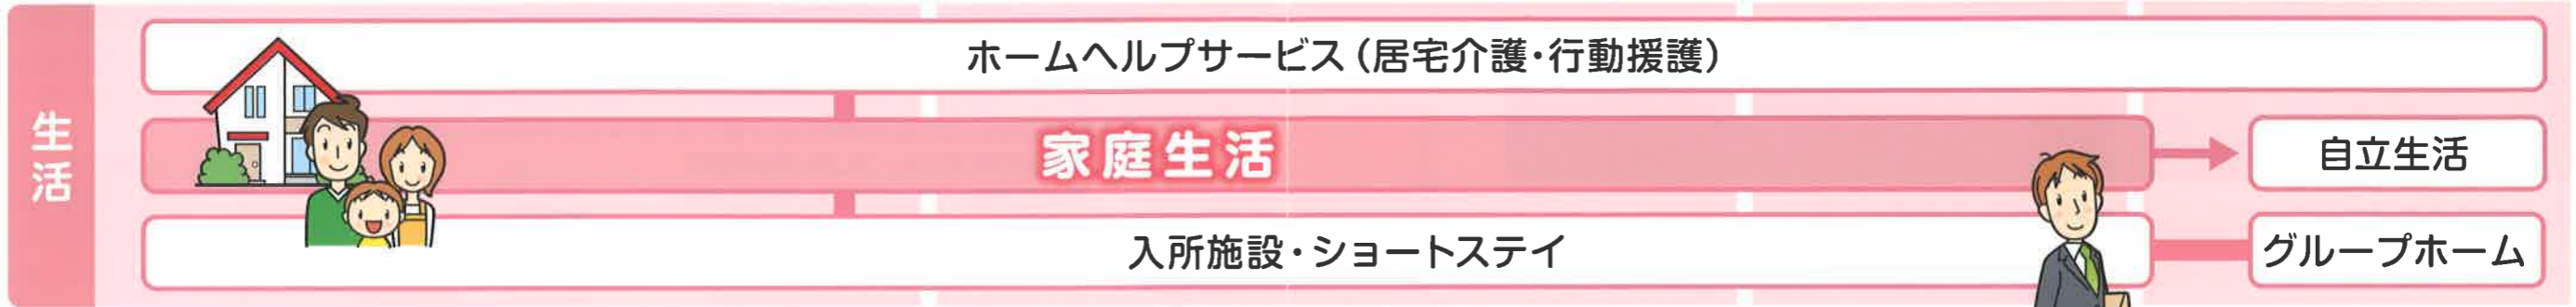 生活
ホームヘルプサービス（居宅介護・行動援護）
家庭生活
自立生活
入所施設・ショートステイ
グループホーム